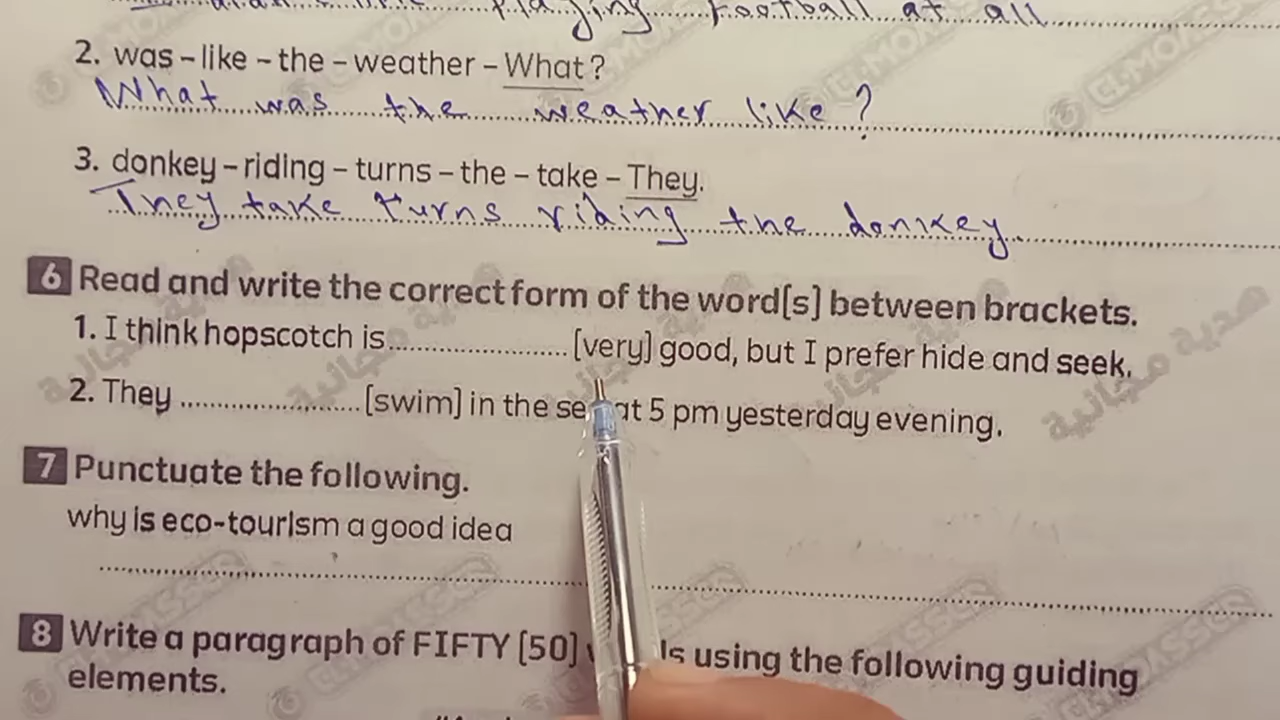 playing football at all
2. was – like – the – weather – What ?
What was the weather like ?
3. donkey – riding – turns – the – take – They.
They take turns riding the donkey.
6 Read and write the correct form of the word[s] between brackets.
1. I think hopscotch is.................... [very] good, but I prefer hide and seek.
2. They .................... [swim] in the se at 5 pm yesterday evening.
7 Punctuate the following.
why is eco-tourism a good idea
8 Write a paragraph of FIFTY [50] using the following guiding
elements.